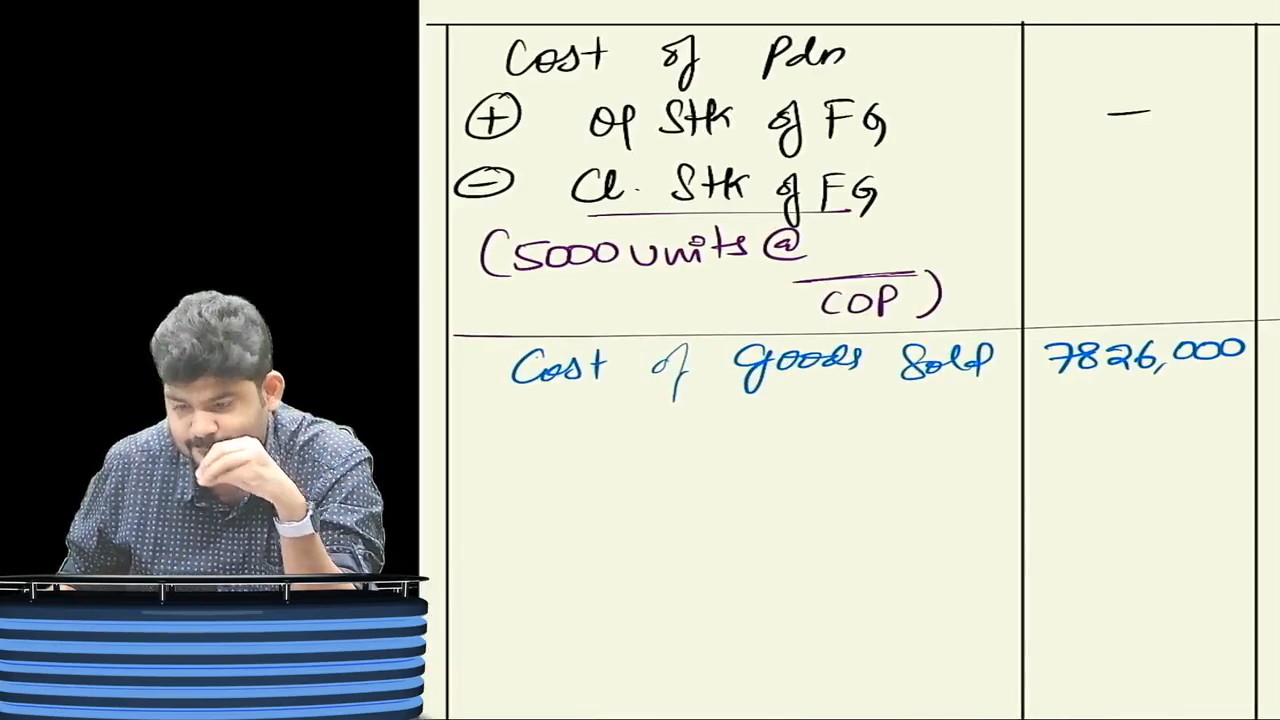 Cost of Pdn
+ Op Stk of FG —
- Cl. Stk of FG
(5000 units @
COP)
Cost of goods sold 7826,000